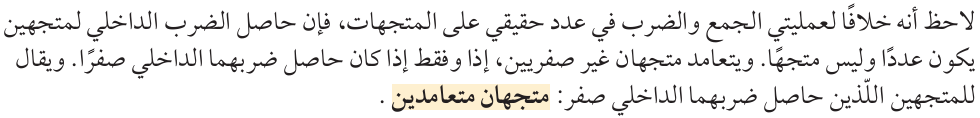 لاحظ أنه خلافًا لعمليتي الجمع والضرب في عدد حقيقي على المتجهات، فإن حاصل الضرب الداخلي لمتجهين
يكون عددًا وليس متجهًا. ويتعامد متجهان غير صفريين، إذا وفقط إذا كان حاصل ضربهما الداخلي صفرًا. ويقال
للمتجهين اللّذين حاصل ضربهما الداخلي صفر: متجهان متعامدين .